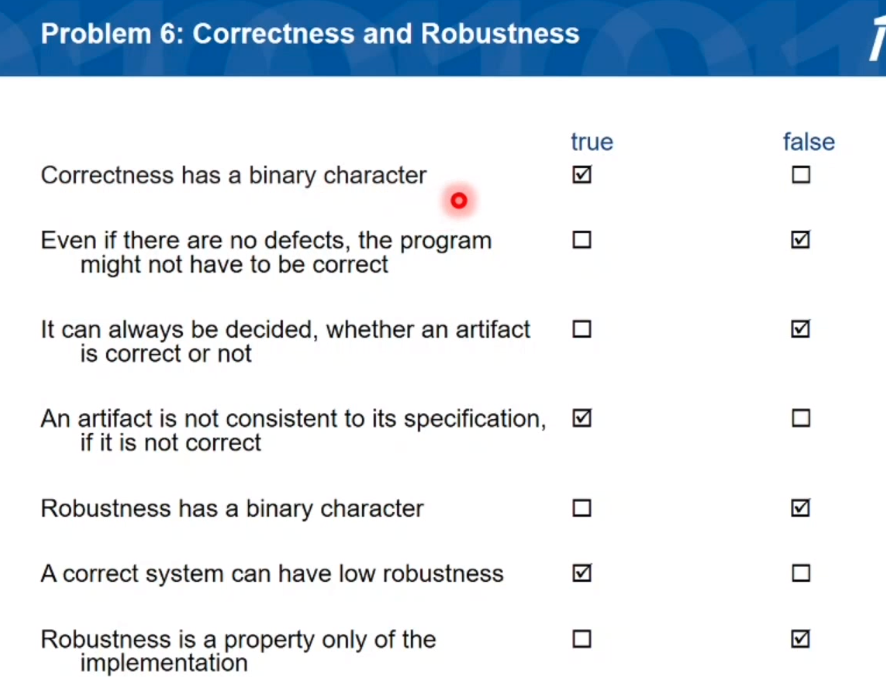 Problem 6: Correctness and Robustness
true false
Correctness has a binary character
Even if there are no defects, the program
might not have to be correct
It can always be decided, whether an artifact
is correct or not
An artifact is not consistent to its specification,
if it is not correct
Robustness has a binary character
A correct system can have low robustness
Robustness is a property only of the
implementation